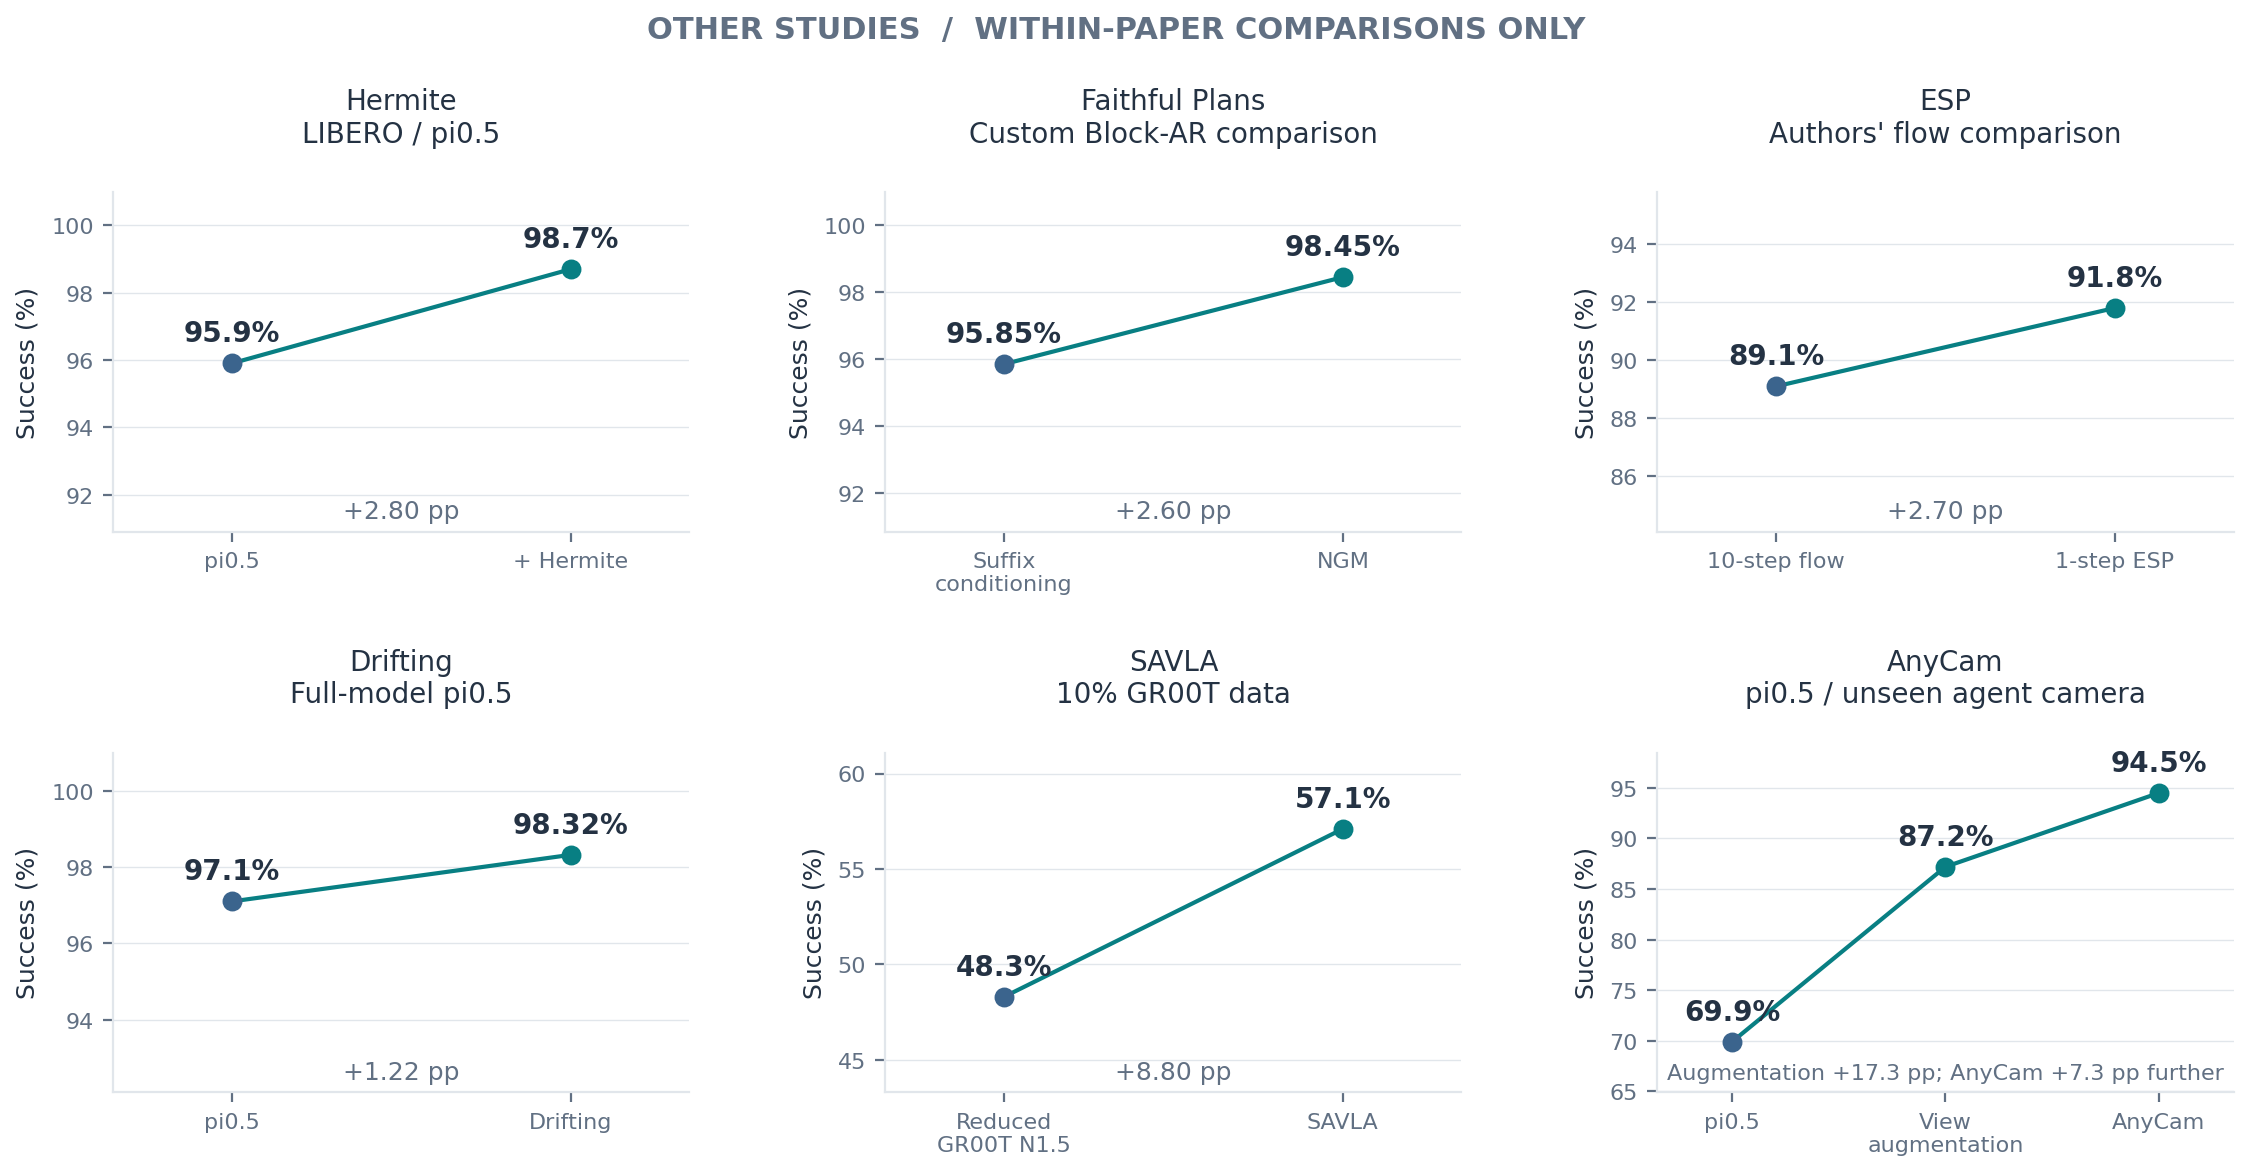 OTHER STUDIES / WITHIN-PAPER COMPARISONS ONLY
Hermite
LIBERO / pi0.5
Success (%)
100
98
96
94
92
95.9%
98.7%
+2.80 pp
pi0.5
+ Hermite
Faithful Plans
Custom Block-AR comparison
Success (%)
100
98
96
94
92
95.85%
98.45%
+2.60 pp
Suffix
conditioning
NGM
ESP
Authors' flow comparison
Success (%)
94
92
90
88
86
89.1%
91.8%
+2.70 pp
10-step flow
1-step ESP
Drifting
Full-model pi0.5
Success (%)
100
98
96
94
97.1%
98.32%
+1.22 pp
pi0.5
Drifting
SAVLA
10% GR00T data
Success (%)
60
55
50
45
48.3%
57.1%
+8.80 pp
Reduced
GR00T N1.5
SAVLA
AnyCam
pi0.5 / unseen agent camera
Success (%)
95
90
85
80
75
70
65
69.9%
87.2%
94.5%
Augmentation +17.3 pp; AnyCam +7.3 pp further
pi0.5
View
augmentation
AnyCam